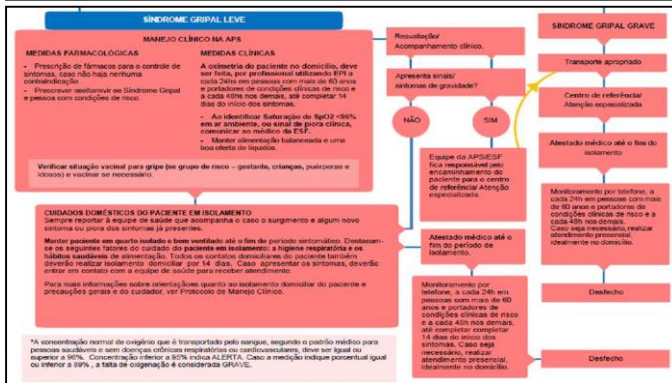 SÍNDROME GRIPAL LEVE
MANEJO CLÍNICO NA APS
MEDIDAS FARMACOLÓGICAS
- Prescrição de fármacos para o controle de
sintomas, caso não haja nenhuma
contraindicação
- Prescrever oseltamivir se Síndrome Gripal
e pessoa com condições de risco.
MEDIDAS CLÍNICAS
A oximetria do paciente no domicílio, deve
ser feita, por profissional utilizando EPI a
cada 24hs em pessoas com mais de 60 anos
e portadores de condições clínicas de risco e
a cada 48hs nos demais, até completar 14
dias do início dos sintomas.
- Ao identificar Saturação de SpO2 <95%
em ar ambiente, ou sinal de piora clínica,
comunicar ao médico da ESF.
- Manter alimentação balanceada e uma
boa oferta de líquidos.
Verificar situação vacinal para gripe (se grupo de risco – gestante, crianças, puérperas e
idosos) e vacinar se necessário.
CUIDADOS DOMÉSTICOS DO PACIENTE EM ISOLAMENTO
Sempre reportar à equipe de saúde que acompanha o caso o surgimento e algum novo
sintoma ou piora dos sintomas já presentes.
Manter paciente em quarto isolado e bem ventilado até o fim do período sintomático. Destacam-
se os seguintes fatores do cuidado do paciente em isolamento: a higiene respiratória e os
hábitos saudáveis de alimentação. Todos os contatos domiciliares do paciente também
deverão realizar isolamento domiciliar por 14 dias. Caso apresentar os sintomas, deverão
entrar em contato com a equipe de saúde para receber atendimento.
Para mais informações sobre orientações quanto ao isolamento domiciliar do paciente e
precauções gerais e do cuidador, ver Protocolo de Manejo Clínico.
*A concentração normal de oxigênio que é transportado pelo sangue, segundo o padrão médico para
pessoas saudáveis e sem doenças crônicas respiratórias ou cardiovasculares, deve ser igual ou
superior a 96%. Concentração inferior a 95% indica ALERTA. Caso a medição indique porcentual igual
ou inferior a 89% , a falta de oxigenação é considerada GRAVE.
Reavaliação/
Acompanhamento clínico.
Apresenta sinais/
sintomas de gravidade?
NÃO
SIM
Equipe da APS/ESF
fica responsável pelo
encaminhamento do
paciente para o centro
de referência/ Atenção
especializada.
Atestado médico até o
fim do período de
Isolamento.
Monitoramento por
telefone, a cada 24h em
pessoas com mais de 60
anos e portadores de
condições clínicas de risco
e a cada 48h nos demais,
até completar completar
14 dias do início dos
sintomas. Caso seja
necessário, realizar
atendimento presencial,
idealmente no domicílio.
SINDROME GRIPAL GRAVE
Transporte apropriado
Centro de referência/
Atenção especializada
Atestado médico até o fim do
isolamento
Monitoramento por telefone, a
cada 24h em pessoas com mais de
60 anos e portadores de
condições clínicas de risco e a
cada 48h nos demais.
Caso seja necessário, realizar
atendimento presencial,
idealmente no domicílio.
Desfecho
Desfecho